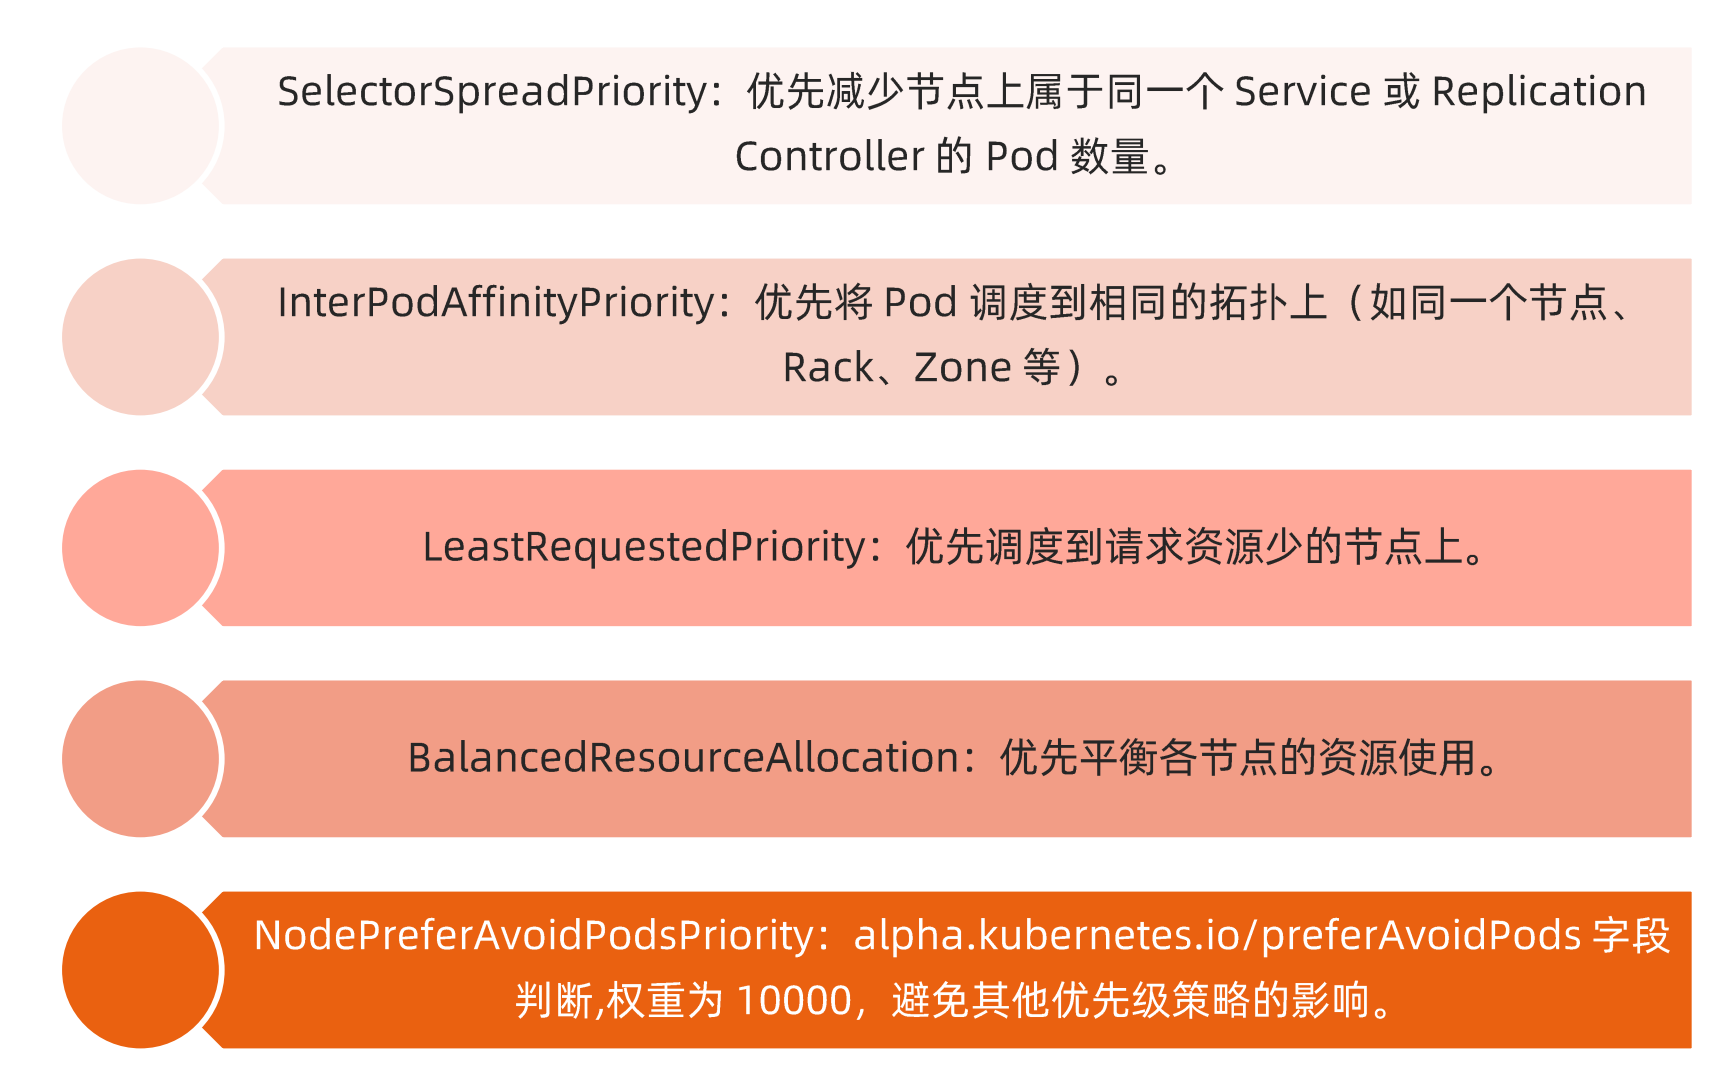 SelectorSpreadPriority：优先减少节点上属于同一个 Service 或 Replication
Controller 的 Pod 数量。
InterPodAffinityPriority：优先将 Pod 调度到相同的拓扑上（如同一个节点、
Rack、Zone 等）。
LeastRequestedPriority：优先调度到请求资源少的节点上。
BalancedResourceAllocation：优先平衡各节点的资源使用。
NodePreferAvoidPodsPriority：alpha.kubernetes.io/preferAvoidPods 字段
判断,权重为 10000，避免其他优先级策略的影响。